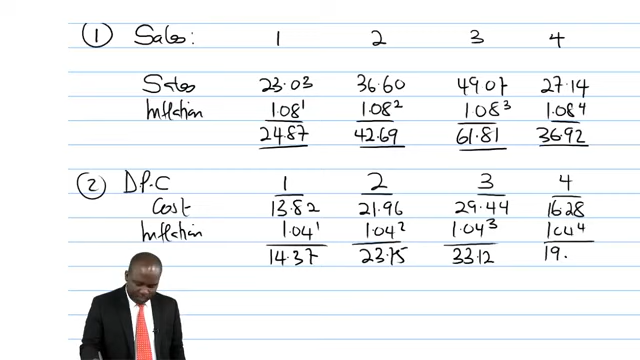 ① Sales: 1 2 3 4
Sales 23.03 36.60 49.07 27.14
Inflation 1.08¹ 1.08² 1.08³ 1.08⁴
24.87 42.69 61.81 36.92
② D.P.C 1 2 3 4
Cost 13.82 21.96 29.44 16.28
Inflation 1.04¹ 1.04² 1.04³ 1.04⁴
14.37 23.75 33.12 19.